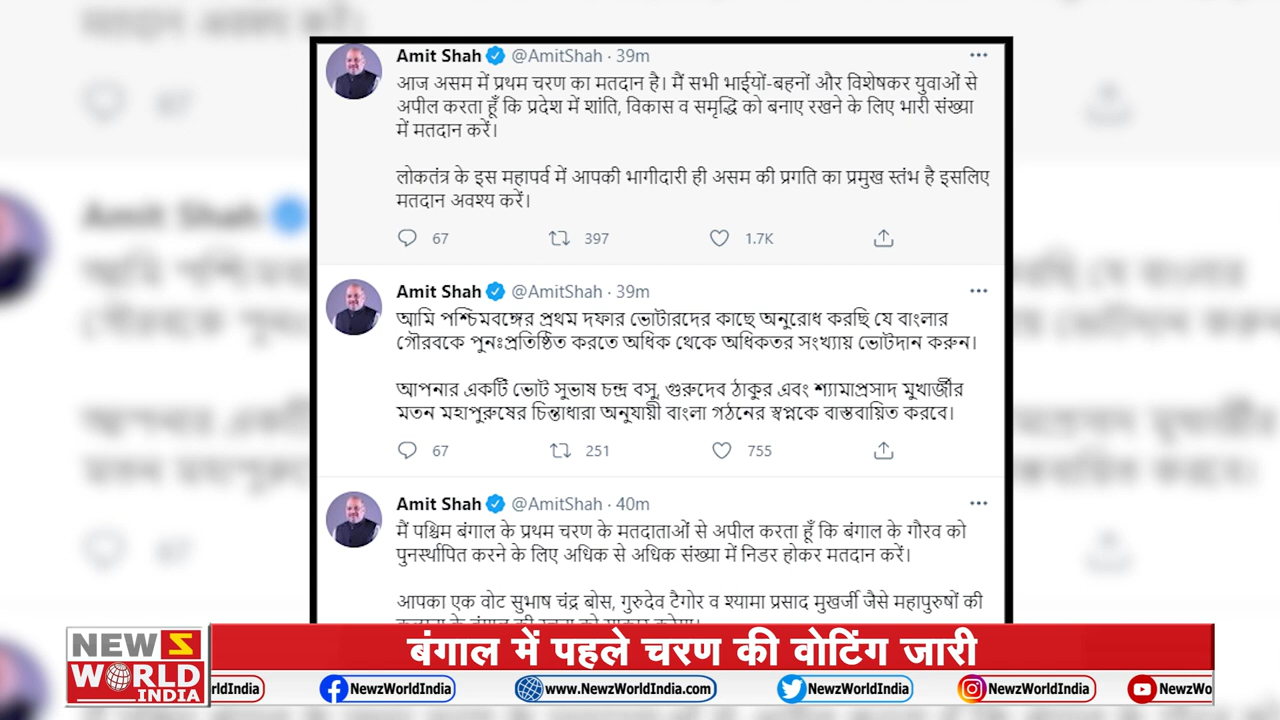 Amit Shah @AmitShah · 39m
आज असम में प्रथम चरण का मतदान है। मैं सभी भाईयों-बहनों और विशेषकर युवाओं से
अपील करता हूँ कि प्रदेश में शांति, विकास व समृद्धि को बनाए रखने के लिए भारी संख्या
में मतदान करें।
लोकतंत्र के इस महापर्व में आपकी भागीदारी ही असम की प्रगति का प्रमुख स्तंभ है इसलिए
मतदान अवश्य करें।
67 397 1.7K
Amit Shah @AmitShah · 39m
আমি পশ্চিমবঙ্গের প্রথম দফার ভোটারদের কাছে অনুরোধ করছি যে বাংলার
গৌরবকে পুনঃপ্রতিষ্ঠিত করতে অধিক থেকে অধিকতর সংখ্যায় ভোটদান করুন।
আপনার একটি ভোট সুভাষ চন্দ্র বসু, গুরুদেব ঠাকুর এবং শ্যামাপ্রসাদ মুখার্জীর
মতন মহাপুরুষের চিন্তাধারা অনুযায়ী বাংলা গঠনের স্বপ্নকে বাস্তবায়িত করবে।
67 251 755
Amit Shah @AmitShah · 40m
मैं पश्चिम बंगाल के प्रथम चरण के मतदाताओं से अपील करता हूँ कि बंगाल के गौरव को
पुनर्स्थापित करने के लिए अधिक से अधिक संख्या में निडर होकर मतदान करें।
आपका एक वोट सुभाष चंद्र बोस, गुरुदेव टैगोर व श्यामा प्रसाद मुखर्जी जैसे महापुरुषों की
NEWS
WORLD
INDIA
बंगाल में पहले चरण की वोटिंग जारी
rldIndia NewzWorldIndia www.NewzWorldIndia.com NewzWorldIndia NewzWorldIndia NewzWo